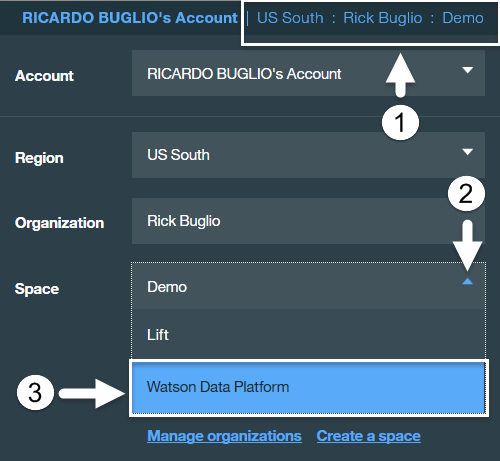 RICARDO BUGLIO's Account | US South : Rick Buglio : Demo
1
Account RICARDO BUGLIO's Account
Region US South
2
Organization Rick Buglio
Space Demo
Lift
3 Watson Data Platform
Manage organizations Create a space